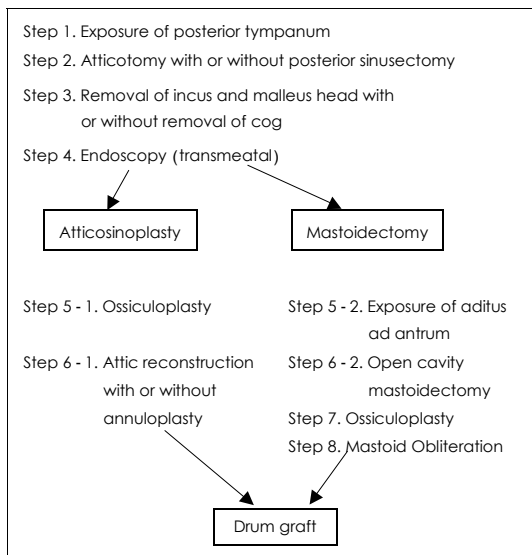 Step 1. Exposure of posterior tympanum
Step 2. Atticotomy with or without posterior sinusectomy
Step 3. Removal of incus and malleus head with
or without removal of cog
Step 4. Endoscopy (transmeatal)
Atticosinoplasty
Mastoidectomy
Step 5 - 1. Ossiculoplasty
Step 6 - 1. Attic reconstruction
with or without
annuloplasty
Step 5 - 2. Exposure of aditus
ad antrum
Step 6 - 2. Open cavity
mastoidectomy
Step 7. Ossiculoplasty
Step 8. Mastoid Obliteration
Drum graft